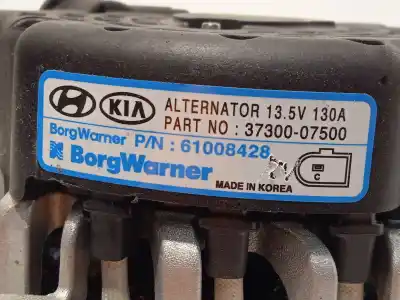 KIA ALTERNATOR 13.5V 130A
PART NO : 37300-07500
BorgWarner P/N : 61008428
BorgWarner
C
MADE IN KOREA